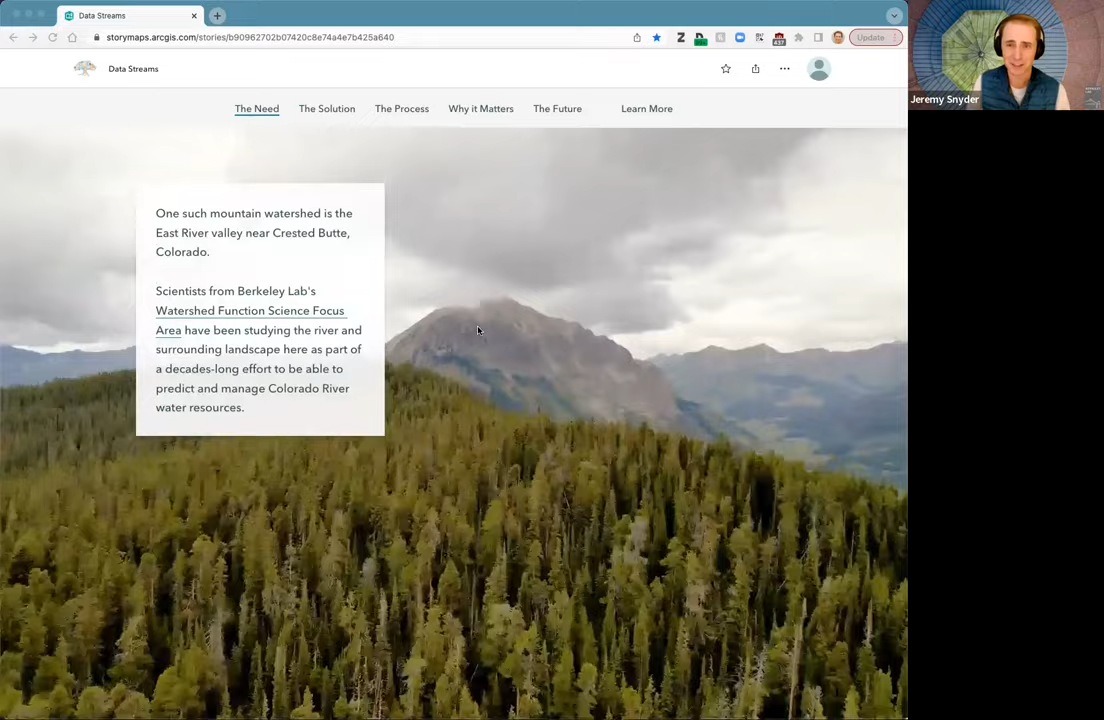 Data Streams
storymaps.arcgis.com/stories/b90962702b07420c8e74a4e7b425a640
437
Update
Data Streams
The Need
The Solution
The Process
Why it Matters
The Future
Learn More
One such mountain watershed is the
East River valley near Crested Butte,
Colorado.
Scientists from Berkeley Lab's
Watershed Function Science Focus
Area have been studying the river and
surrounding landscape here as part of
a decades-long effort to be able to
predict and manage Colorado River
water resources.
Jeremy Snyder